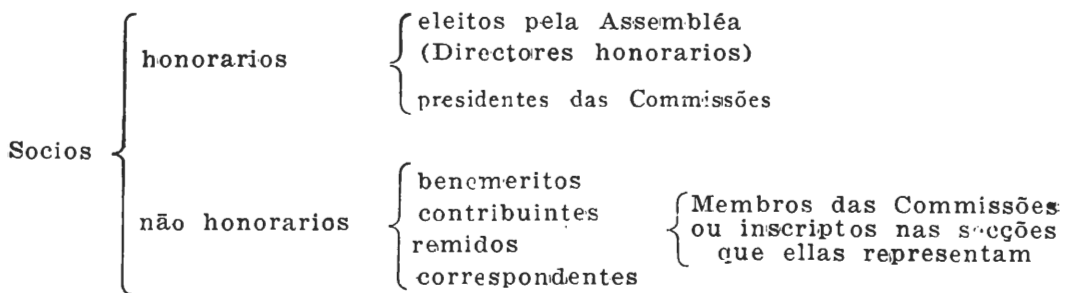 Socios
honorarios
eleitos pela Assembléa
(Directores honorarios)
presidentes das Commissões
não honorarios
benemeritos
contribuintes
remidos
correspondentes
Membros das Commissões
ou inscriptos nas secções
que ellas representam